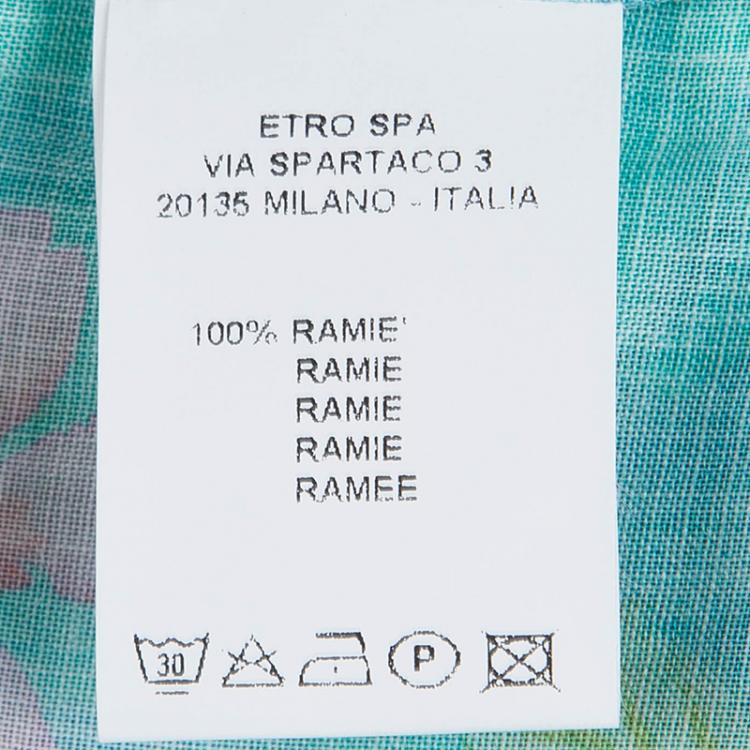 ETRO SPA
VIA SPARTACO 3
20135 MILANO - ITALIA
100% RAMIE'
RAMIE
RAMIE
RAMIE
RAMEE
30
P